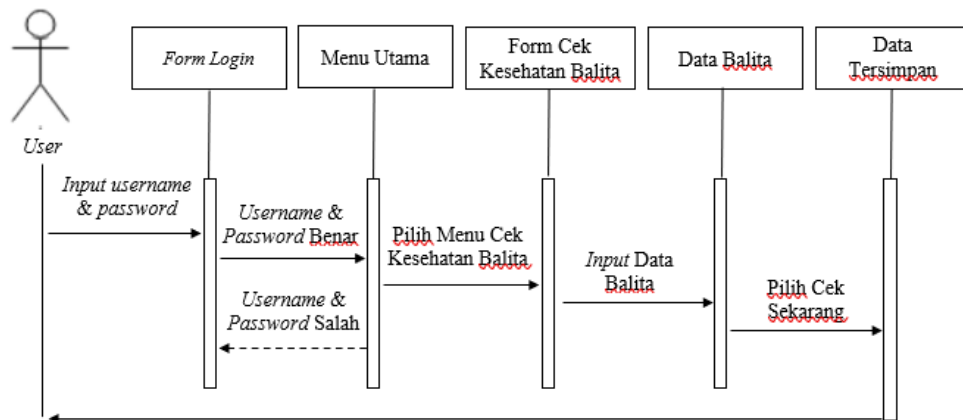 Form Login
Menu Utama
Form Cek
Kesehatan Balita
Data Balita
Data
Tersimpan
User
Input username
& password
Username &
Password Benar
Pilih Menu Cek
Kesehatan Balita
Input Data
Balita
Pilih Cek
Sekarang
Username &
Password Salah